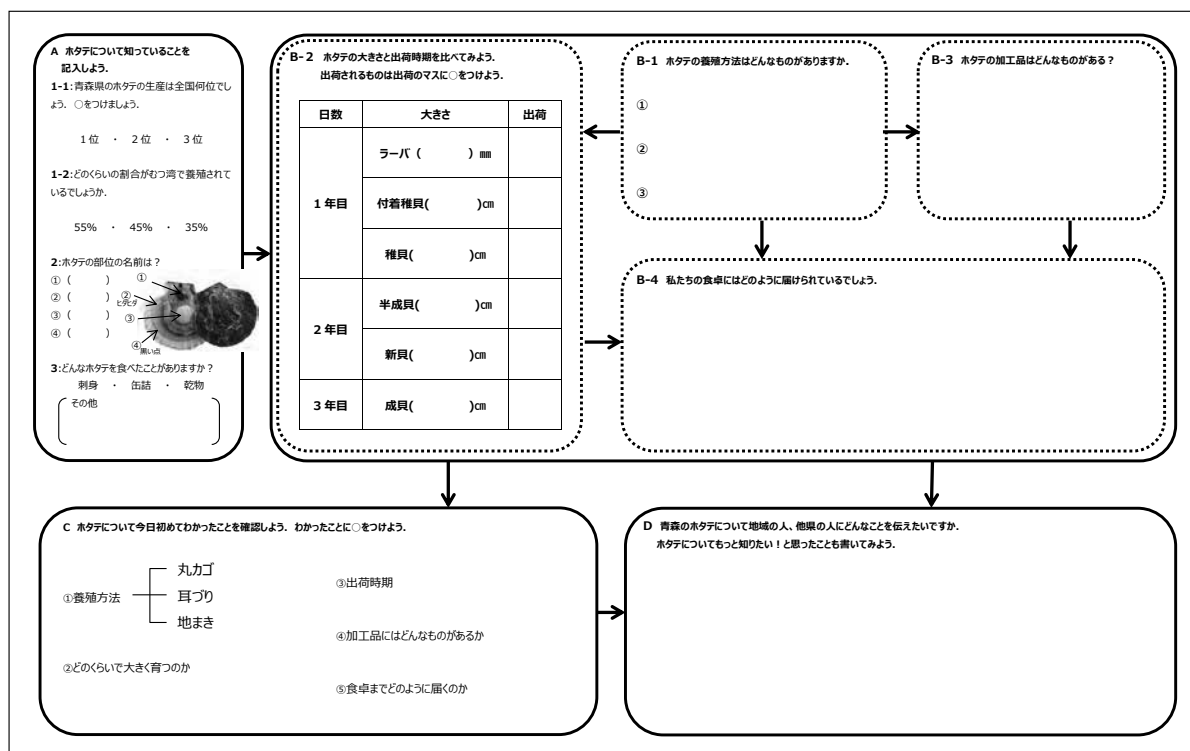 A ホタテについて知っていることを
記入しよう．
1-1:青森県のホタテの生産は全国何位でし
ょう．○をつけましょう．
1位 ・ 2位 ・ 3位
1-2:どのくらいの割合がむつ湾で養殖されて
いるでしょうか．
55% ・ 45% ・ 35%
2:ホタテの部位の名前は？
①（ ）
②（ ）
③（ ）
④（ ）
①
②
ヒダヒダ
③
④
黒い点
3:どんなホタテを食べたことがありますか？
刺身 ・ 缶詰 ・ 乾物
その他
B-2 ホタテの大きさと出荷時期を比べてみよう．
出荷されるものは出荷のマスに○をつけよう．
日数 大きさ 出荷
1年目
ラーバ（ ）㎜
付着稚貝( )㎝
稚貝( )㎝
2年目
半成貝( )㎝
新貝( )㎝
3年目
成貝( )㎝
B-1 ホタテの養殖方法はどんなものがありますか．
①
②
③
B-3 ホタテの加工品はどんなものがある？
B-4 私たちの食卓にはどのように届けられているでしょう．
C ホタテについて今日初めてわかったことを確認しよう．わかったことに○をつけよう．
①養殖方法
丸カゴ
耳づり
地まき
②どのくらいで大きく育つのか
③出荷時期
④加工品にはどんなものがあるか
⑤食卓までどのように届くのか
D 青森のホタテについて地域の人、他県の人にどんなことを伝えたいですか．
ホタテについてもっと知りたい！と思ったことも書いてみよう．